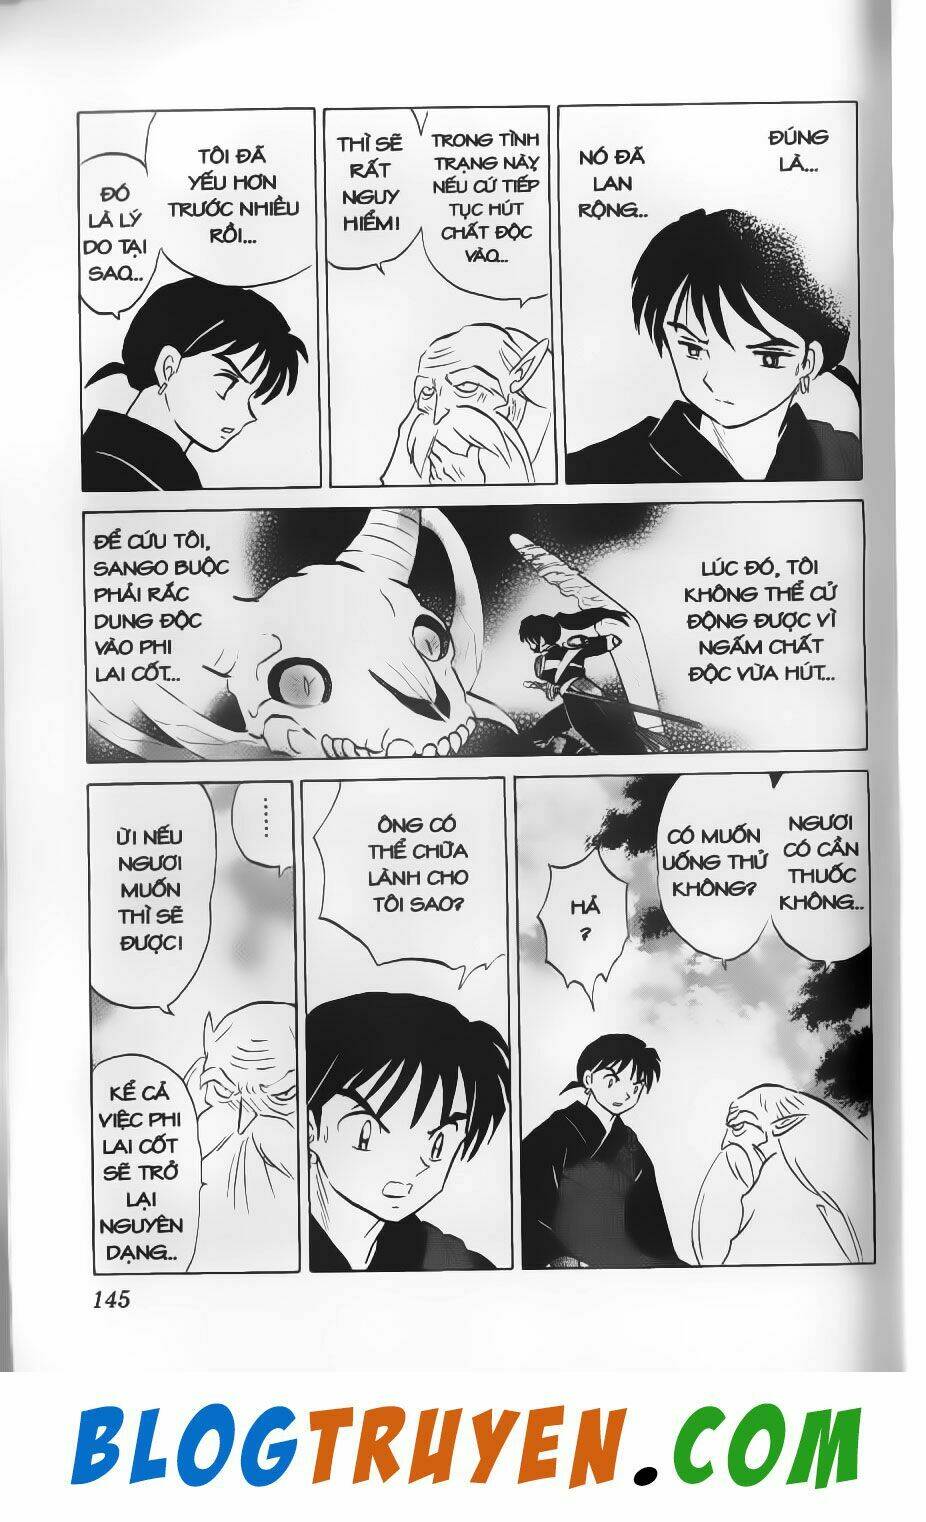 ĐÚNG
LÀ...
NÓ ĐÃ
LAN
RỘNG...
TRONG TÌNH
TRẠNG NÀY,
NẾU CỨ TIẾP
TỤC HÚT
CHẤT ĐỘC
VÀO...
THÌ SẼ
RẤT
NGUY
HIỂM!
TÔI ĐÃ
YẾU HƠN
TRƯỚC NHIỀU
RỒI...
ĐÓ
LÀ LÝ
DO TẠI
SAO...
LÚC ĐÓ, TÔI
KHÔNG THỂ CỬ
ĐỘNG ĐƯỢC VÌ
NGẤM CHẤT
ĐỘC VỪA HÚT...
ĐỂ CỨU TÔI,
SANGO BUỘC
PHẢI RẮC
DUNG ĐỘC
VÀO PHI
LAI CỐT...
NGƯƠI
CÓ CẦN
THUỐC
KHÔNG...
CÓ MUỐN
UỐNG THỬ
KHÔNG?
HẢ
?
ÔNG CÓ
THỂ CHỮA
LÀNH CHO
TÔI SAO?
......
ỪI NẾU
NGƯƠI
MUỐN
THÌ SẼ
ĐƯỢC!
KỂ CẢ
VIỆC PHI
LAI CỐT
SẼ TRỞ
LẠI
NGUYÊN
DẠNG...
145
BLOGTRUYEN.COM